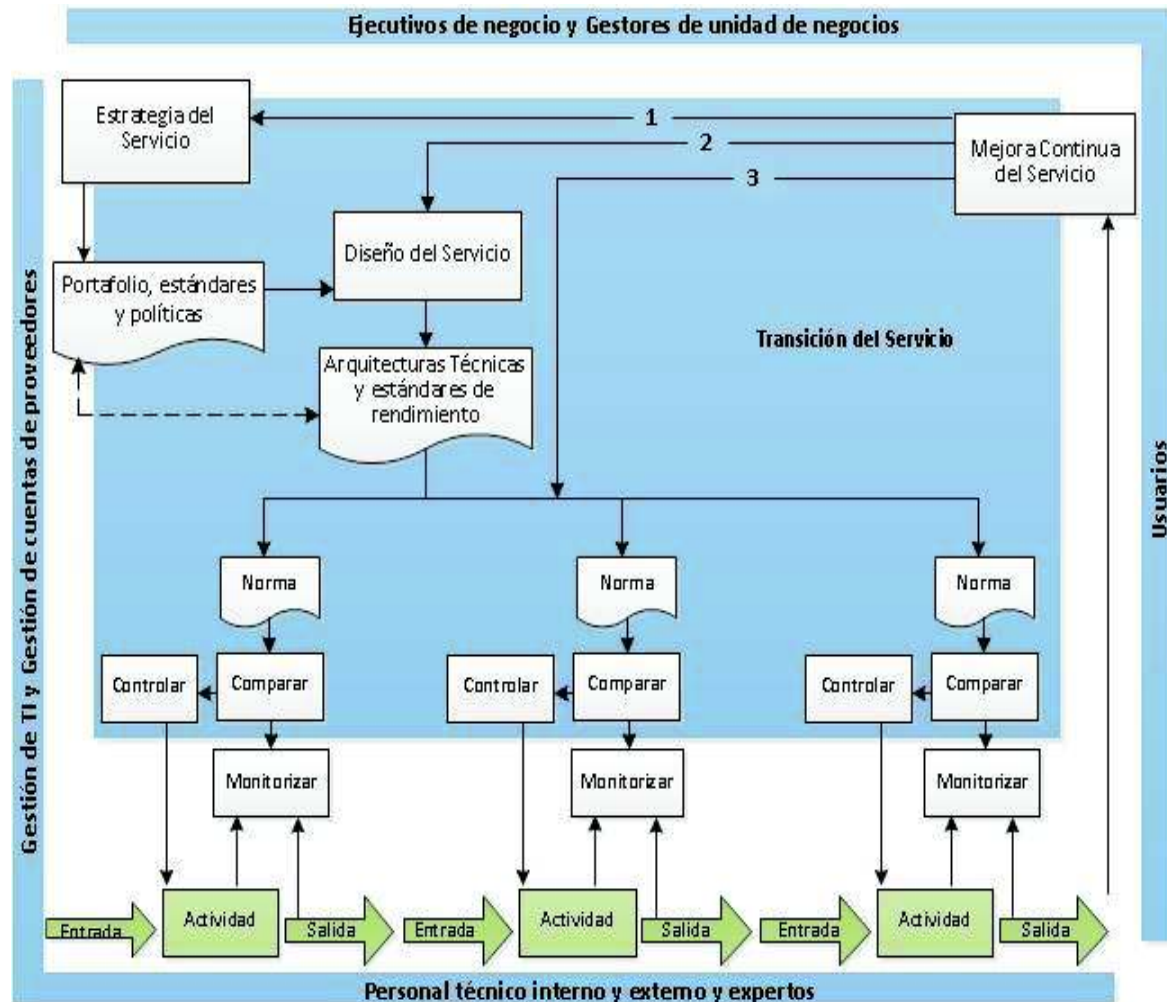 Ejecutivos de negocio y Gestores de unidad de negocios
Gestión de TI y Gestión de cuentas de proveedores
Estrategia del
Servicio
1
2
3
Mejora Continua
del Servicio
Diseño del Servicio
Portafolio, estándares
y políticas
Arquitecturas Técnicas
y estándares de
rendimiento
Transición del Servicio
Usuarios
Norma
Norma
Norma
Controlar
Comparar
Controlar
Comparar
Controlar
Comparar
Monitorizar
Monitorizar
Monitorizar
Entrada
Actividad
Salida
Entrada
Actividad
Salida
Entrada
Actividad
Salida
Personal técnico interno y externo y expertos